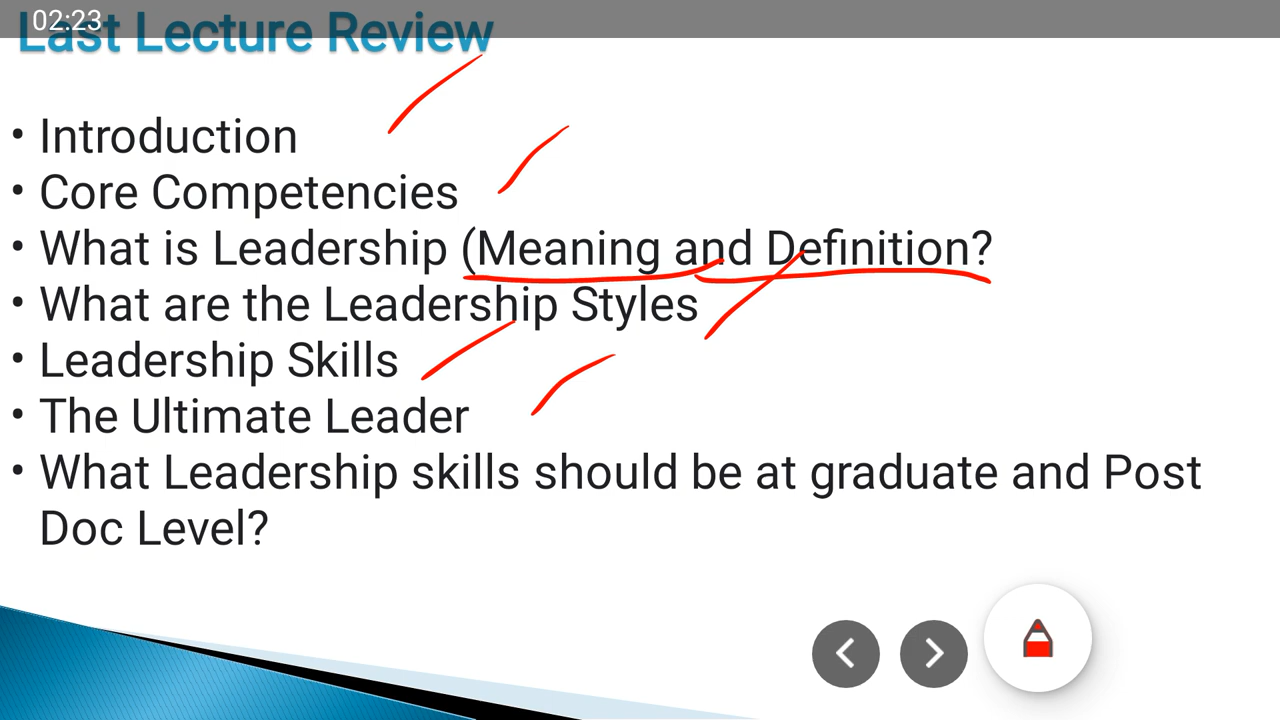 02:23
Last Lecture Review
• Introduction
• Core Competencies
• What is Leadership (Meaning and Definition?
• What are the Leadership Styles
• Leadership Skills
• The Ultimate Leader
• What Leadership skills should be at graduate and Post
Doc Level?